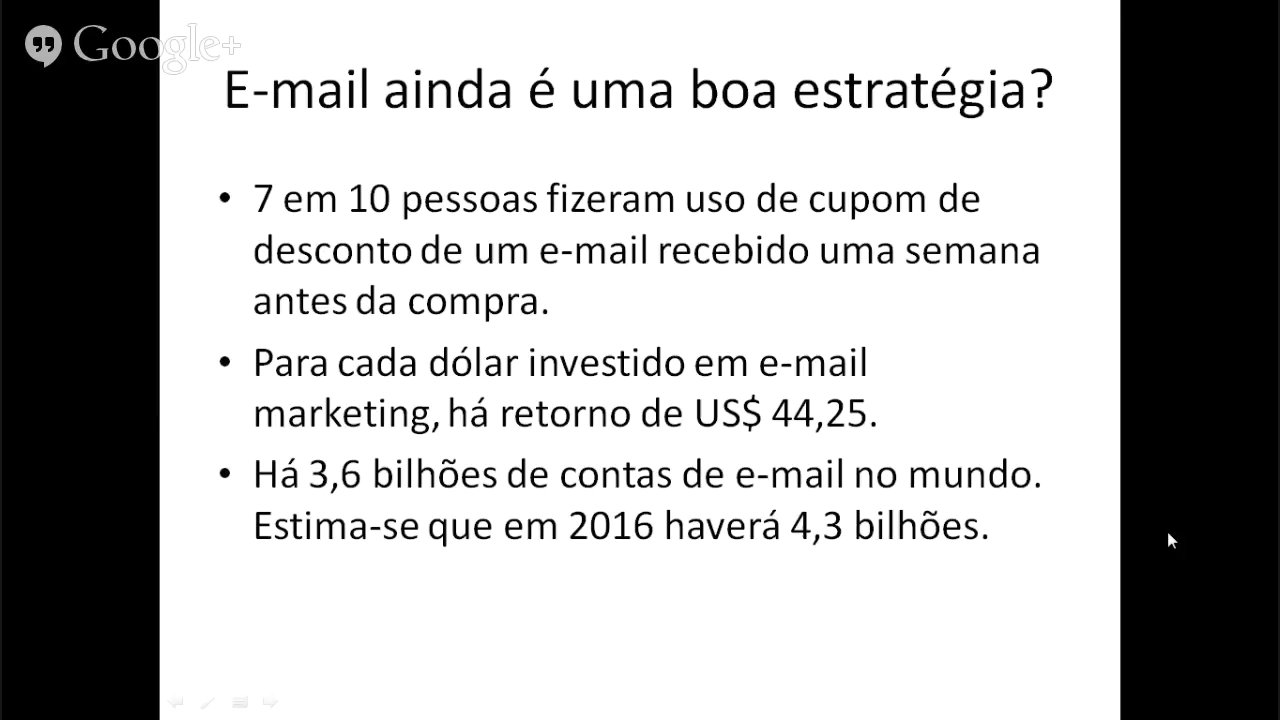 Google+
E-mail ainda é uma boa estratégia?
• 7 em 10 pessoas fizeram uso de cupom de
desconto de um e-mail recebido uma semana
antes da compra.
• Para cada dólar investido em e-mail
marketing, há retorno de US$ 44,25.
• Há 3,6 bilhões de contas de e-mail no mundo.
Estima-se que em 2016 haverá 4,3 bilhões.